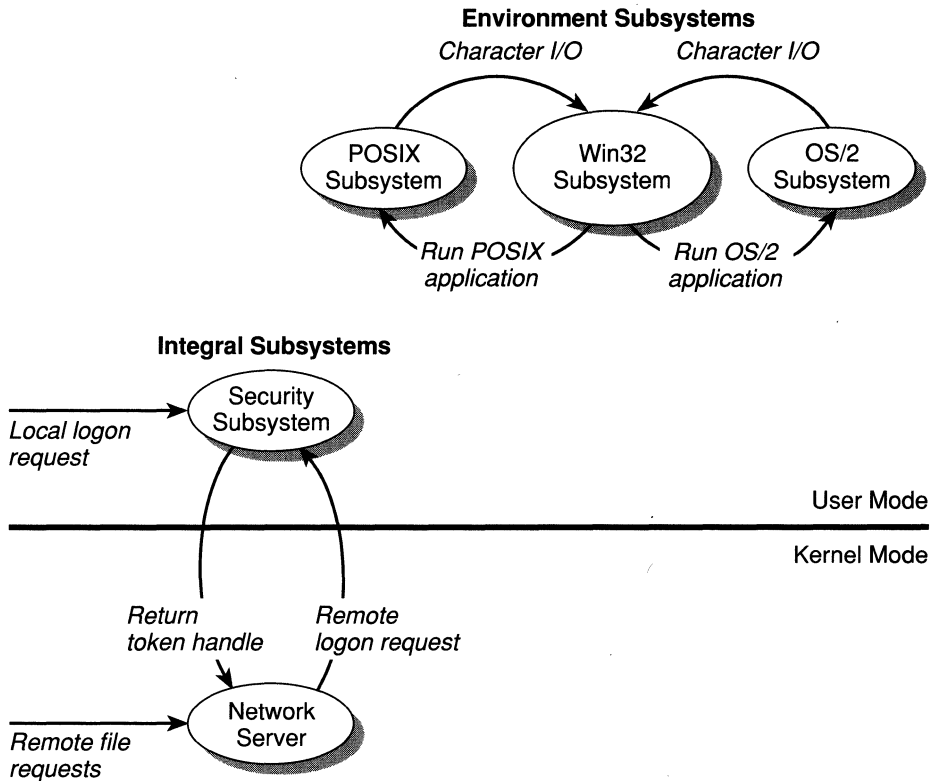 Environment Subsystems
Character I/O
Character I/O
POSIX
Subsystem
Win32
Subsystem
OS/2
Subsystem
Run POSIX
application
Run OS/2
application
Integral Subsystems
Security
Subsystem
Local logon
request
User Mode
Kernel Mode
Return
token handle
Remote
logon request
Network
Server
Remote file
requests